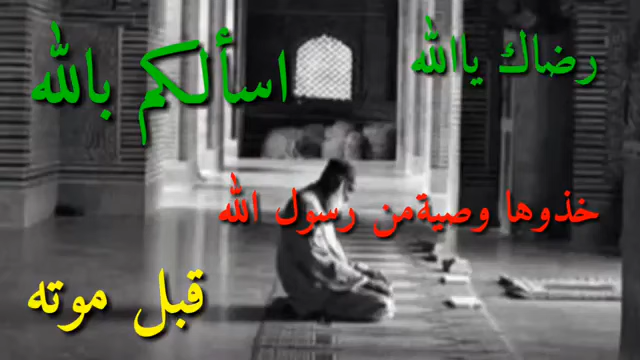 رضاك ياالله
اسألكم بالله
خذوها وصيةمن رسول الله
قبل موته